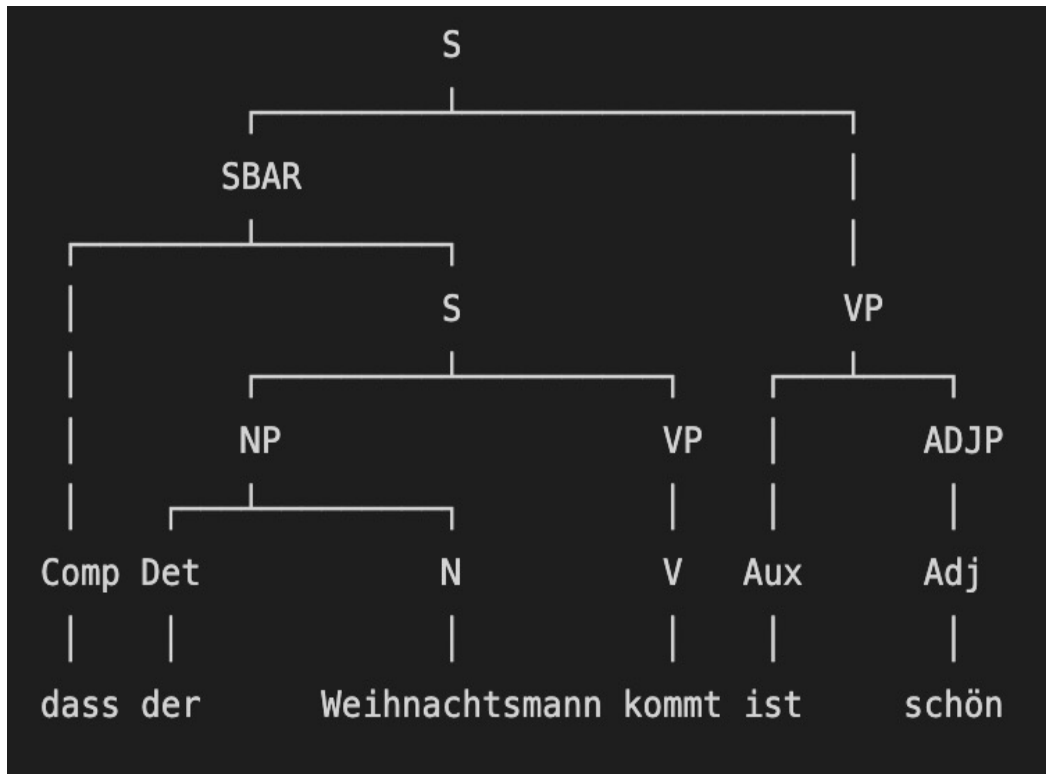 S
SBAR
S VP
NP VP ADJP
Comp Det N V Aux Adj
dass der Weihnachtsmann kommt ist schön